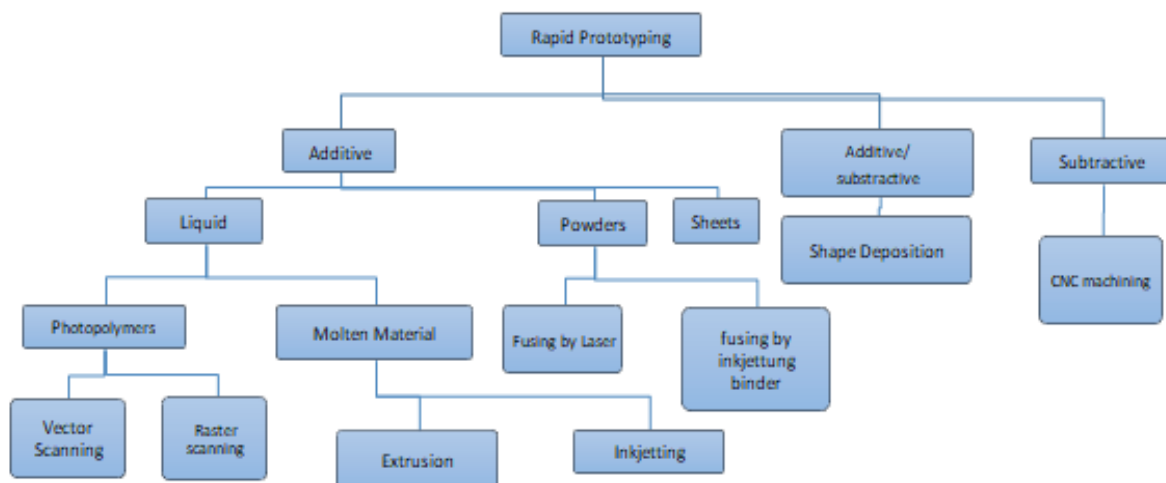 Rapid Prototyping
Additive
Additive/
substractive
Subtractive
Liquid
Powders
Sheets
Shape Deposition
CNC machining
Photopolymers
Molten Material
Fusing by Laser
fusing by
inkjettung
binder
Vector
Scanning
Raster
scanning
Extrusion
Inkjetting